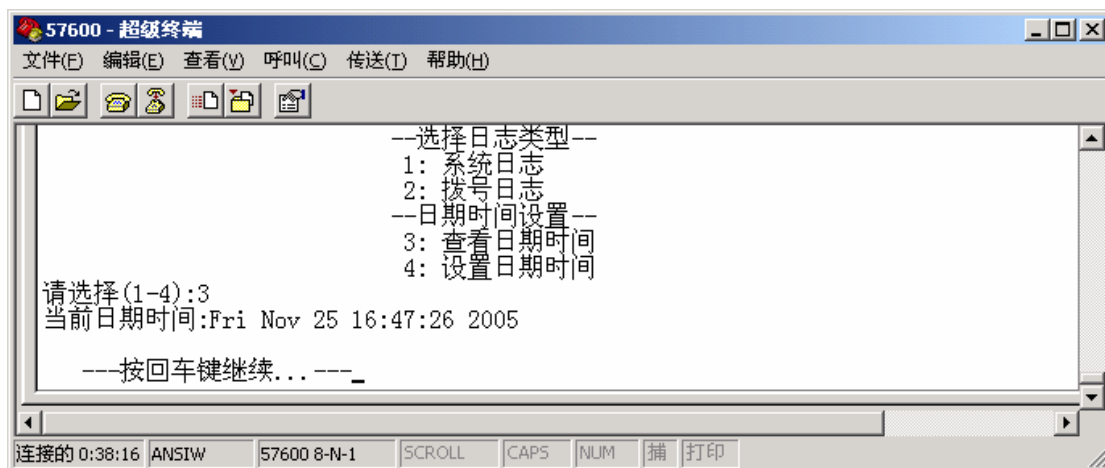 57600 - 超级终端
文件(F) 编辑(E) 查看(V) 呼叫(C) 传送(T) 帮助(H)
--选择日志类型--
1: 系统日志
2: 拨号日志
--日期时间设置--
3: 查看日期时间
4: 设置日期时间
请选择(1-4):3
当前日期时间:Fri Nov 25 16:47:26 2005
---按回车键继续...---_
连接的 0:38:16 ANSIW 57600 8-N-1 SCROLL CAPS NUM 捕 打印